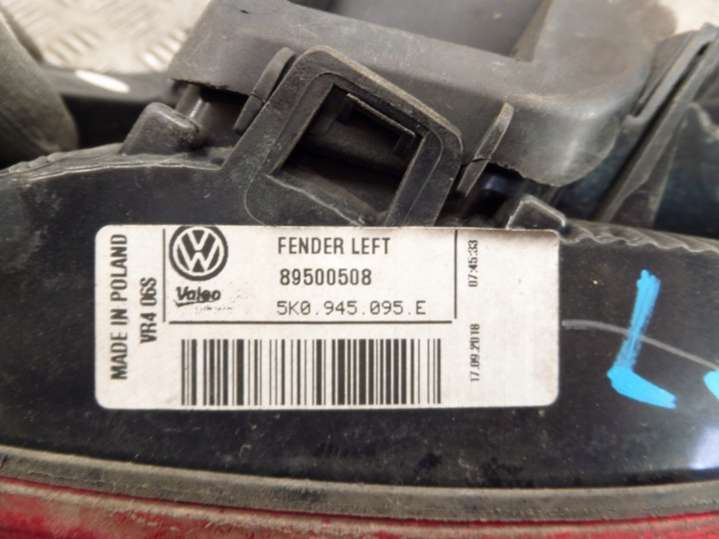 MADE IN POLAND
VR4 06S
VW
Valeo
FENDER LEFT
89500508
5K0.945.095.E
07:45:33
17.09.2018
L